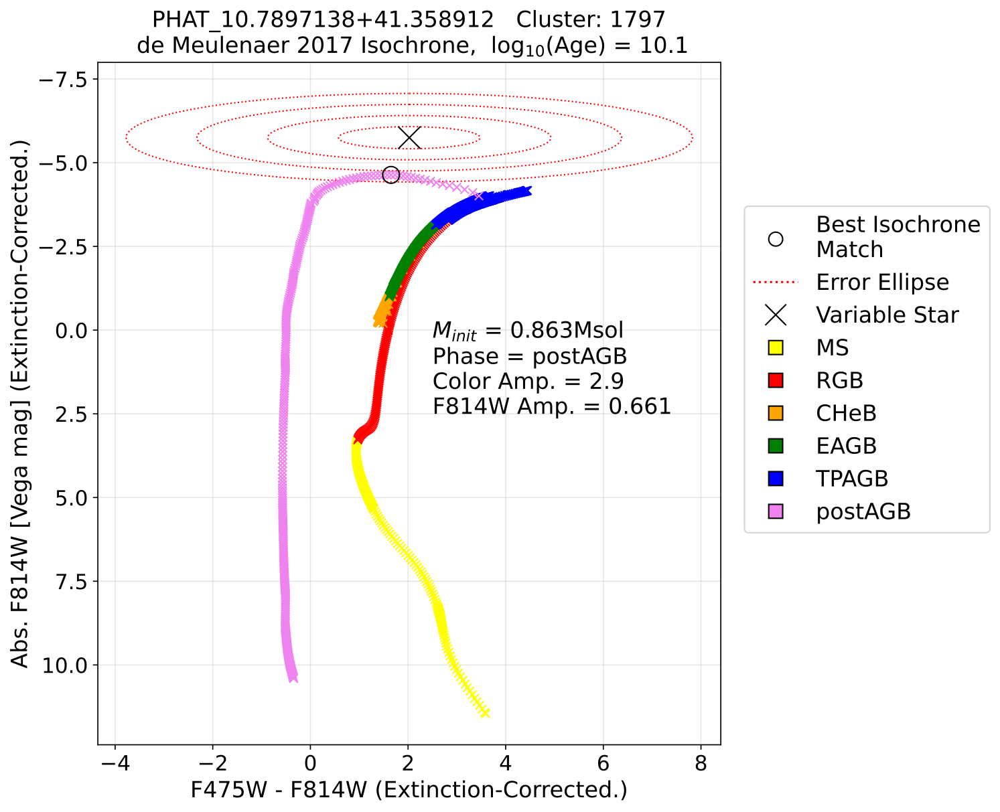 PHAT_10.7897138+41.358912   Cluster: 1797
de Meulenaer 2017 Isochrone,  log₁₀(Age) = 10.1
Abs. F814W [Vega mag] (Extinction-Corrected.)
−7.5
−5.0
−2.5
0.0
2.5
5.0
7.5
10.0
M_init = 0.863Msol
Phase = postAGB
Color Amp. = 2.9
F814W Amp. = 0.661
−4 −2 0 2 4 6 8
F475W - F814W (Extinction-Corrected.)
Best Isochrone
Match
Error Ellipse
Variable Star
MS
RGB
CHeB
EAGB
TPAGB
postAGB